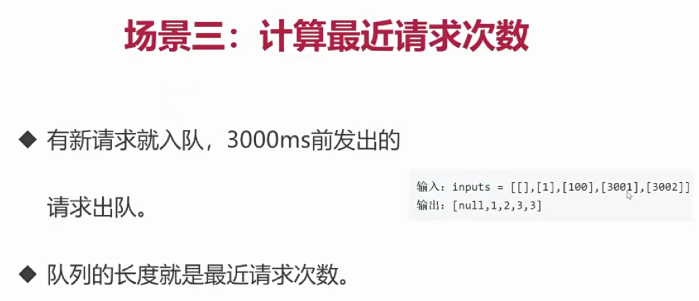 场景三：计算最近请求次数
◆ 有新请求就入队，3000ms前发出的
请求出队。
输入：inputs = [[],[1],[100],[3001],[3002]]
输出：[null,1,2,3,3]
◆ 队列的长度就是最近请求次数。